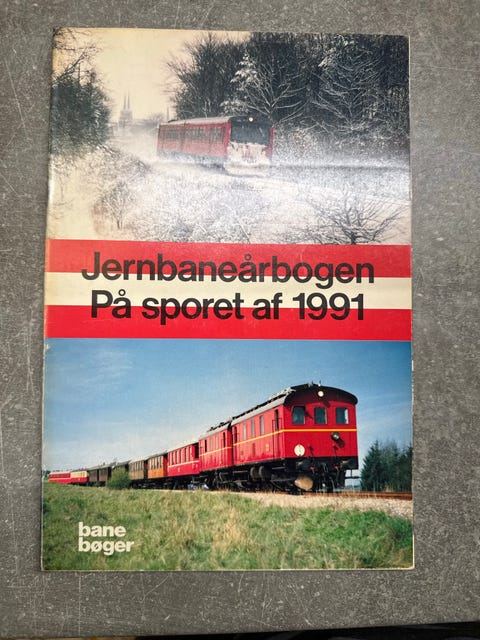 Jernbaneårbogen
På sporet af 1991
bane
bøger